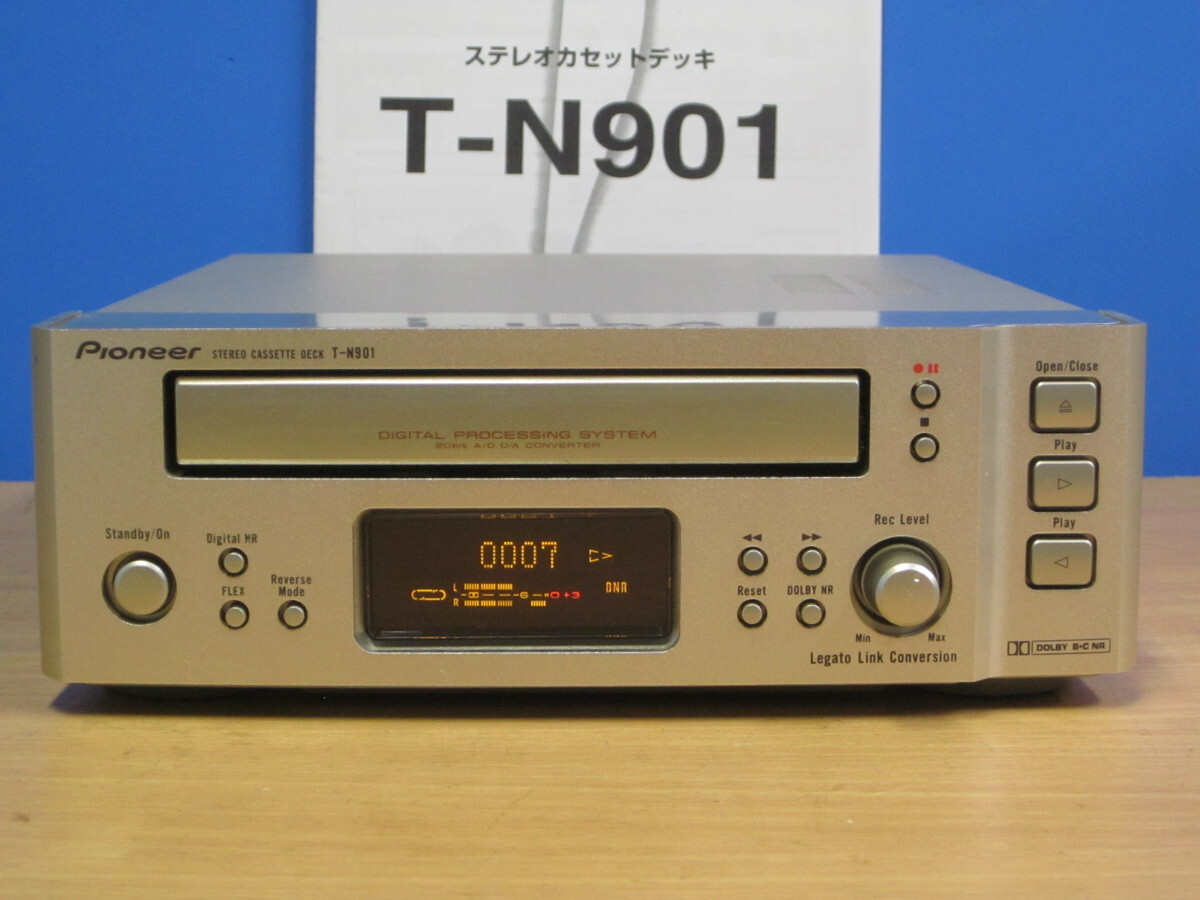 ステレオカセットデッキ
T-N901
Pioneer STEREO CASSETTE DECK T-N901
DIGITAL PROCESSING SYSTEM
20bit A/D D/A CONVERTER
Open/Close
Play
Play
Standby/On
Digital NR
FLEX
Reverse
Mode
0007
L
-∞ -6 0 +3
R
DNR
Reset
DOLBY NR
Rec Level
Min Max
Legato Link Conversion
DOLBY B·C NR